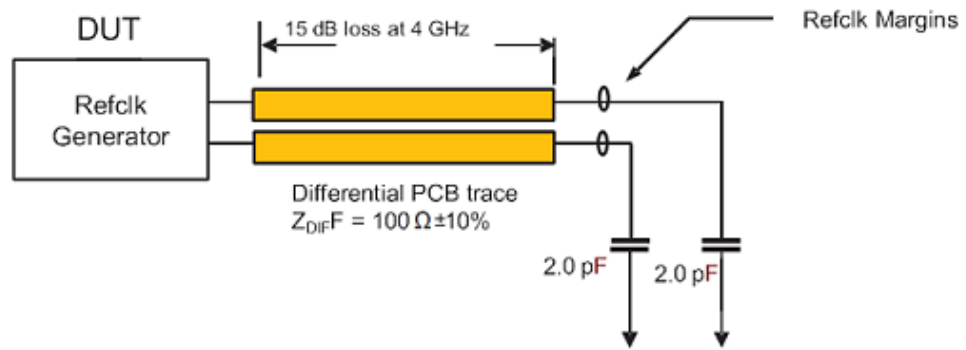 DUT
15 dB loss at 4 GHz
Refclk Margins
Refclk
Generator
Differential PCB trace
Z_DIFF = 100 Ω±10%
2.0 pF
2.0 pF